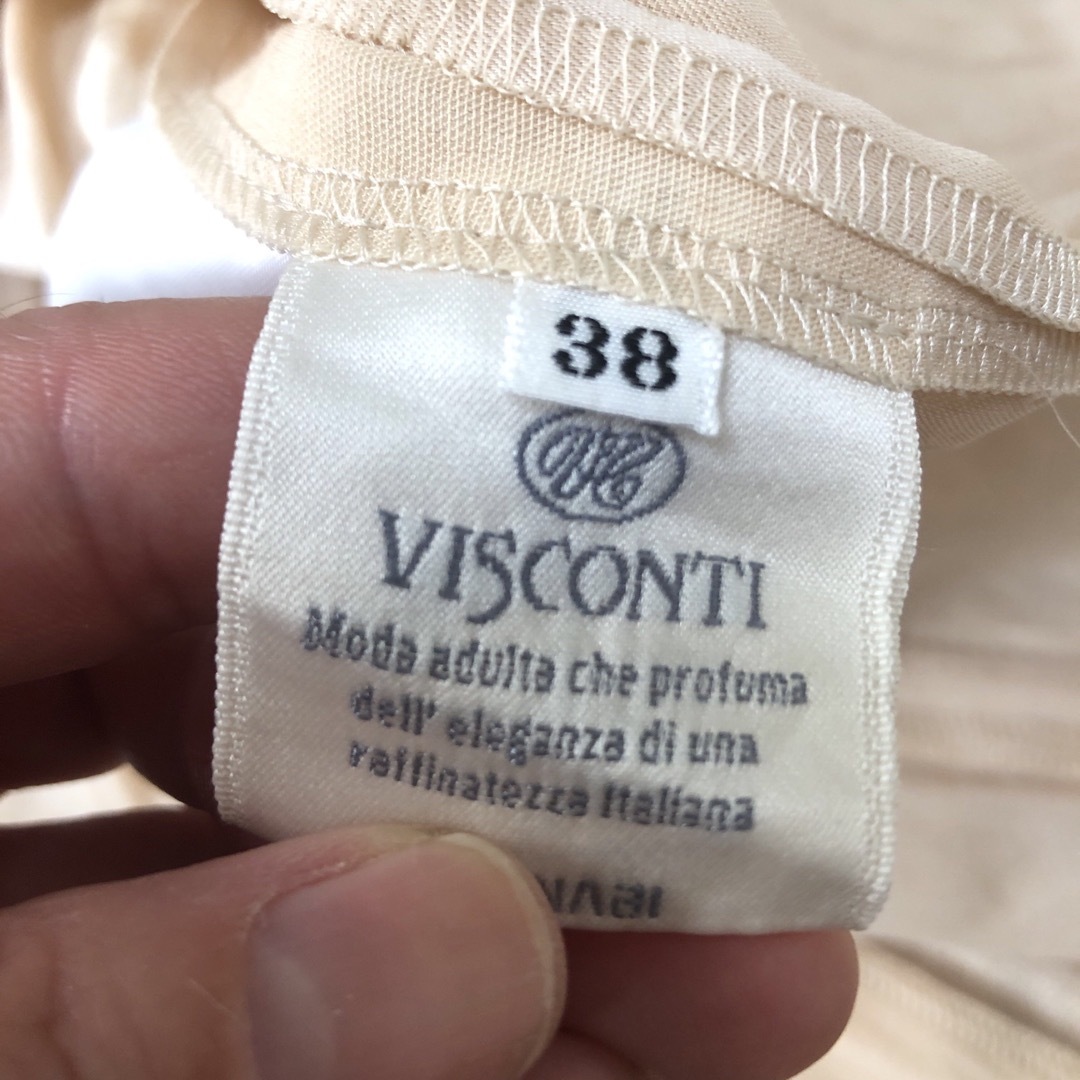 38
VISCONTI
Moda adulta che profuma
dell' eleganza di una
raffinatezza Italiana